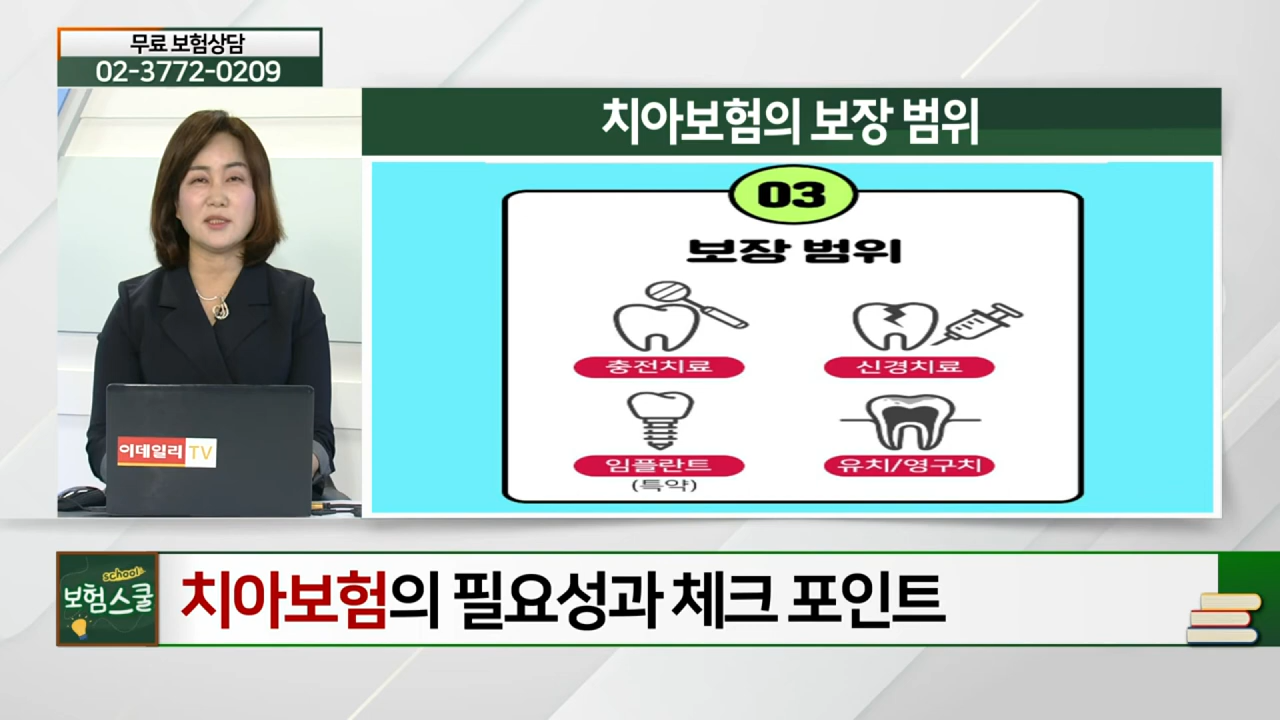 무료 보험상담
02-3772-0209
치아보험의 보장 범위
03
보장 범위
충전치료
신경치료
임플란트
(특약)
유치/영구치
이데일리 TV
school
보험스쿨
치아보험의 필요성과 체크 포인트